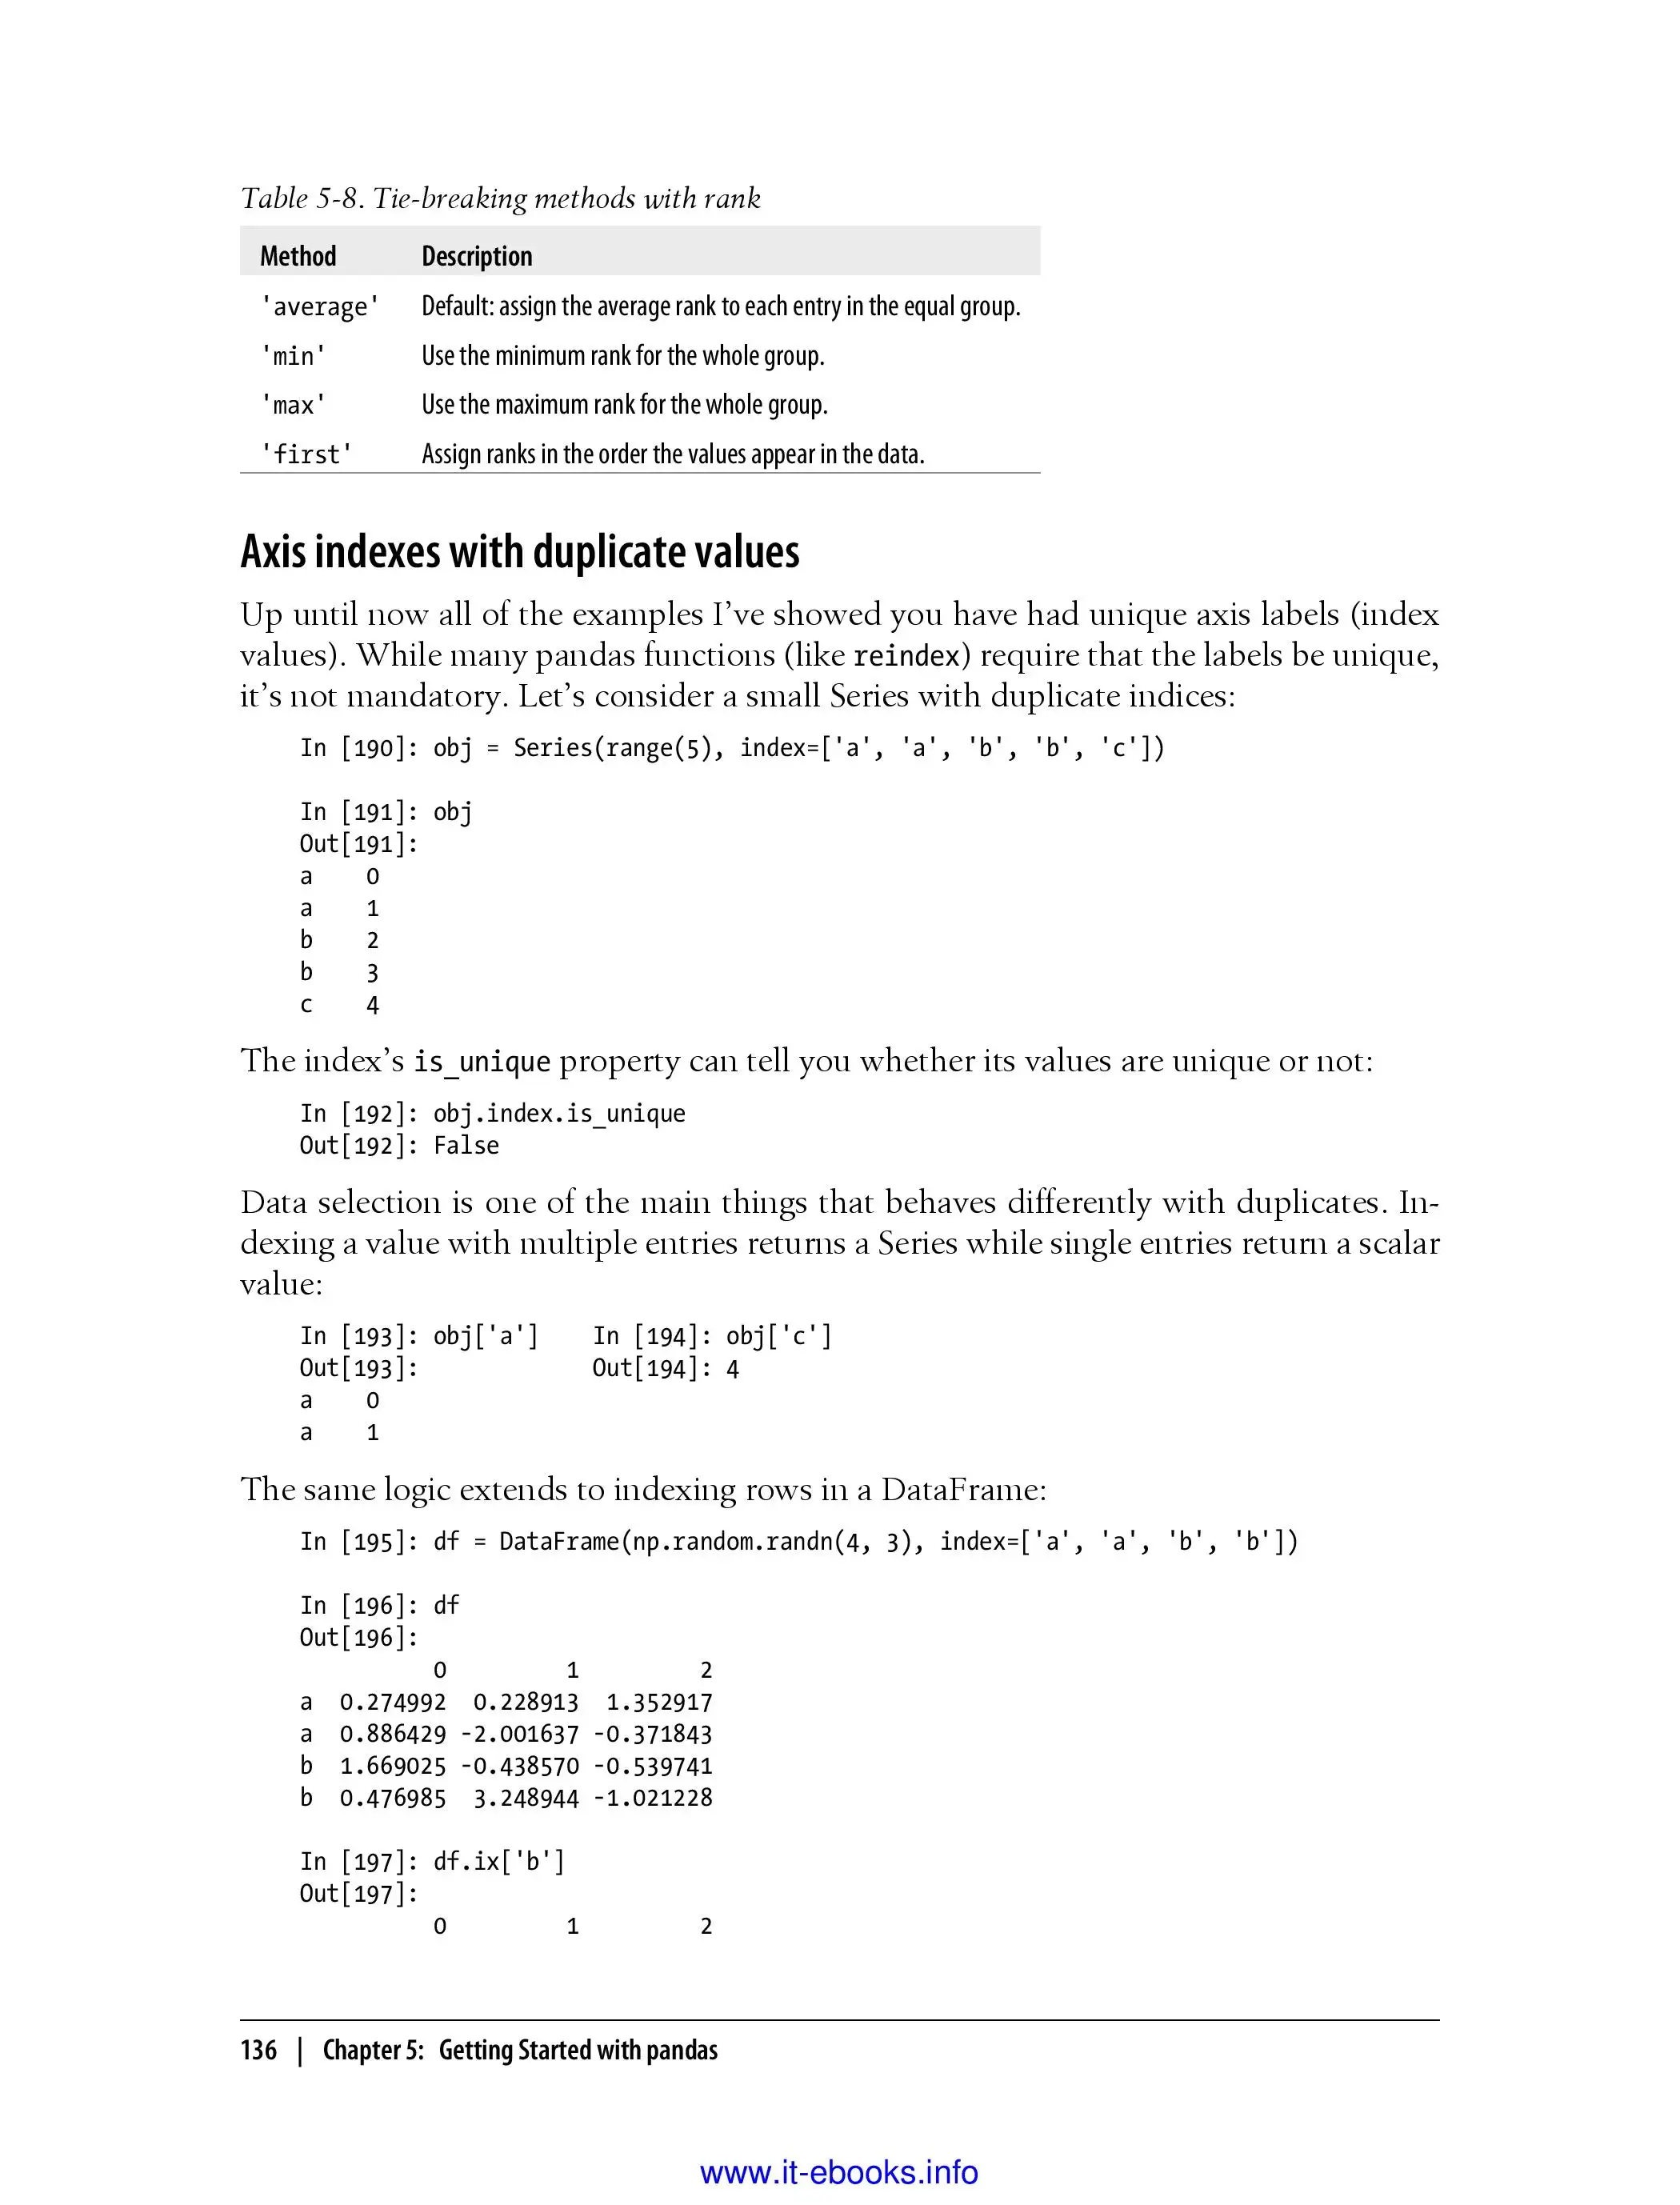 Table 5-8. Tie-breaking methods with rank
Method Description
'average' Default: assign the average rank to each entry in the equal group.
'min' Use the minimum rank for the whole group.
'max' Use the maximum rank for the whole group.
'first' Assign ranks in the order the values appear in the data.
Axis indexes with duplicate values
Up until now all of the examples I’ve showed you have had unique axis labels (index
values). While many pandas functions (like reindex) require that the labels be unique,
it’s not mandatory. Let’s consider a small Series with duplicate indices:
In [190]: obj = Series(range(5), index=['a', 'a', 'b', 'b', 'c'])
In [191]: obj
Out[191]:
a    0
a    1
b    2
b    3
c    4
The index’s is_unique property can tell you whether its values are unique or not:
In [192]: obj.index.is_unique
Out[192]: False
Data selection is one of the main things that behaves differently with duplicates. In-
dexing a value with multiple entries returns a Series while single entries return a scalar
value:
In [193]: obj['a']    In [194]: obj['c']
Out[193]:             Out[194]: 4
a    0
a    1
The same logic extends to indexing rows in a DataFrame:
In [195]: df = DataFrame(np.random.randn(4, 3), index=['a', 'a', 'b', 'b'])
In [196]: df
Out[196]:
          0         1         2
a  0.274992  0.228913  1.352917
a  0.886429 -2.001637 -0.371843
b  1.669025 -0.438570 -0.539741
b  0.476985  3.248944 -1.021228
In [197]: df.ix['b']
Out[197]:
          0         1         2
136 | Chapter 5: Getting Started with pandas
www.it-ebooks.info